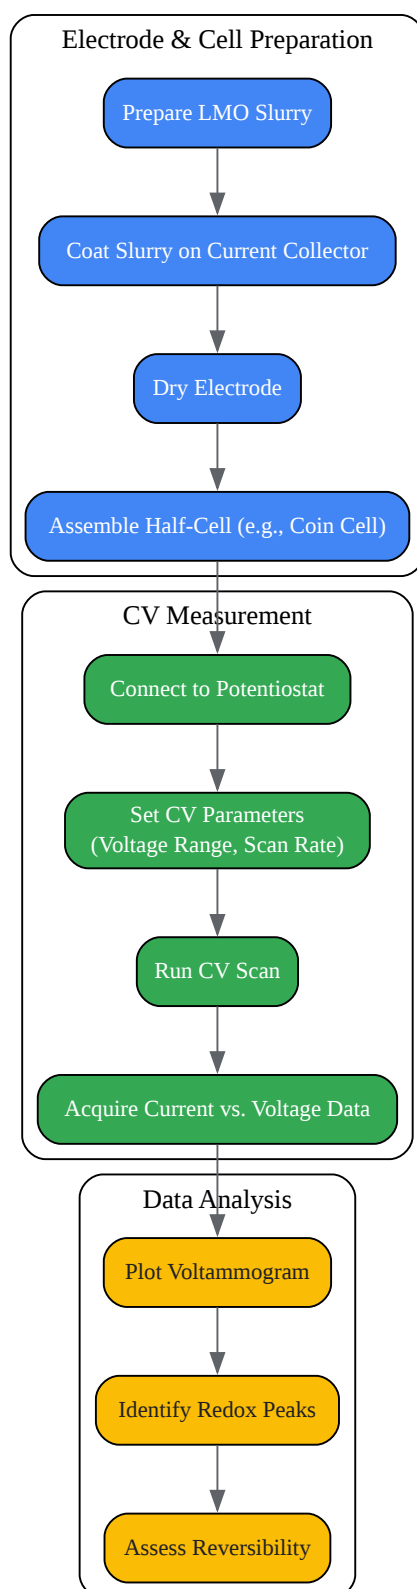 Electrode & Cell Preparation
Prepare LMO Slurry
Coat Slurry on Current Collector
Dry Electrode
Assemble Half-Cell (e.g., Coin Cell)
CV Measurement
Connect to Potentiostat
Set CV Parameters
(Voltage Range, Scan Rate)
Run CV Scan
Acquire Current vs. Voltage Data
Data Analysis
Plot Voltammogram
Identify Redox Peaks
Assess Reversibility